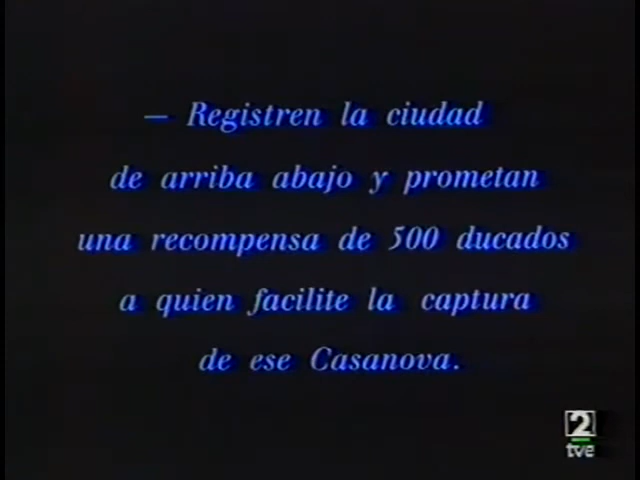 — Registren la ciudad
de arriba abajo y prometan
una recompensa de 500 ducados
a quien facilite la captura
de ese Casanova.
2
tve